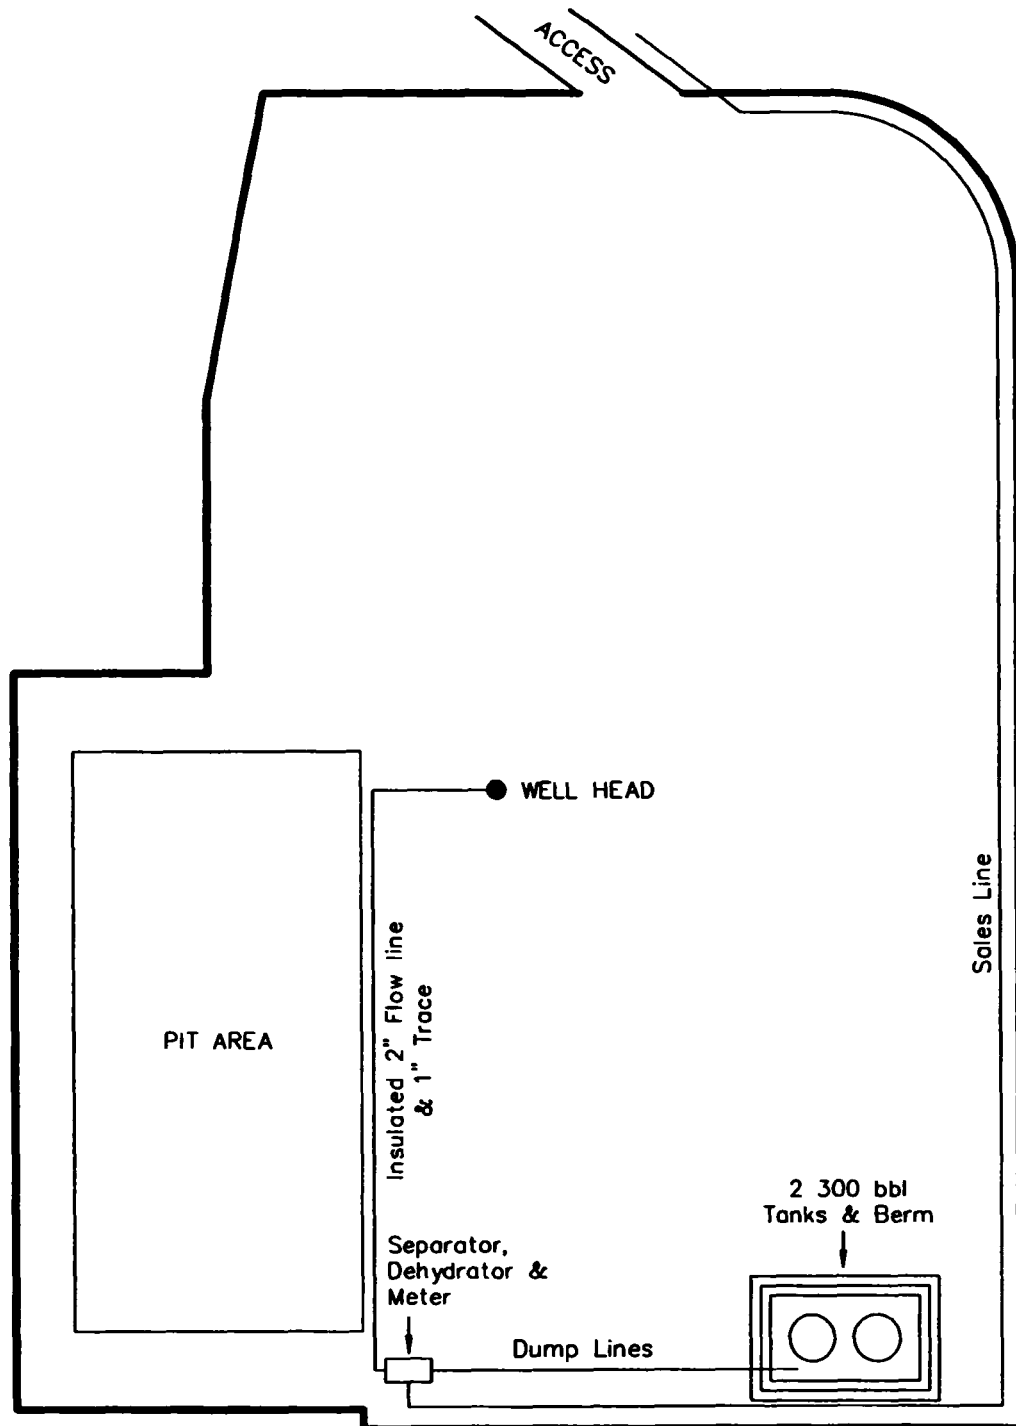 ACCESS
WELL HEAD
Sales Line
Insulated 2" Flow line
& 1" Trace
PIT AREA
2 300 bbl
Tanks & Berm
Separator,
Dehydrator &
Meter
Dump Lines